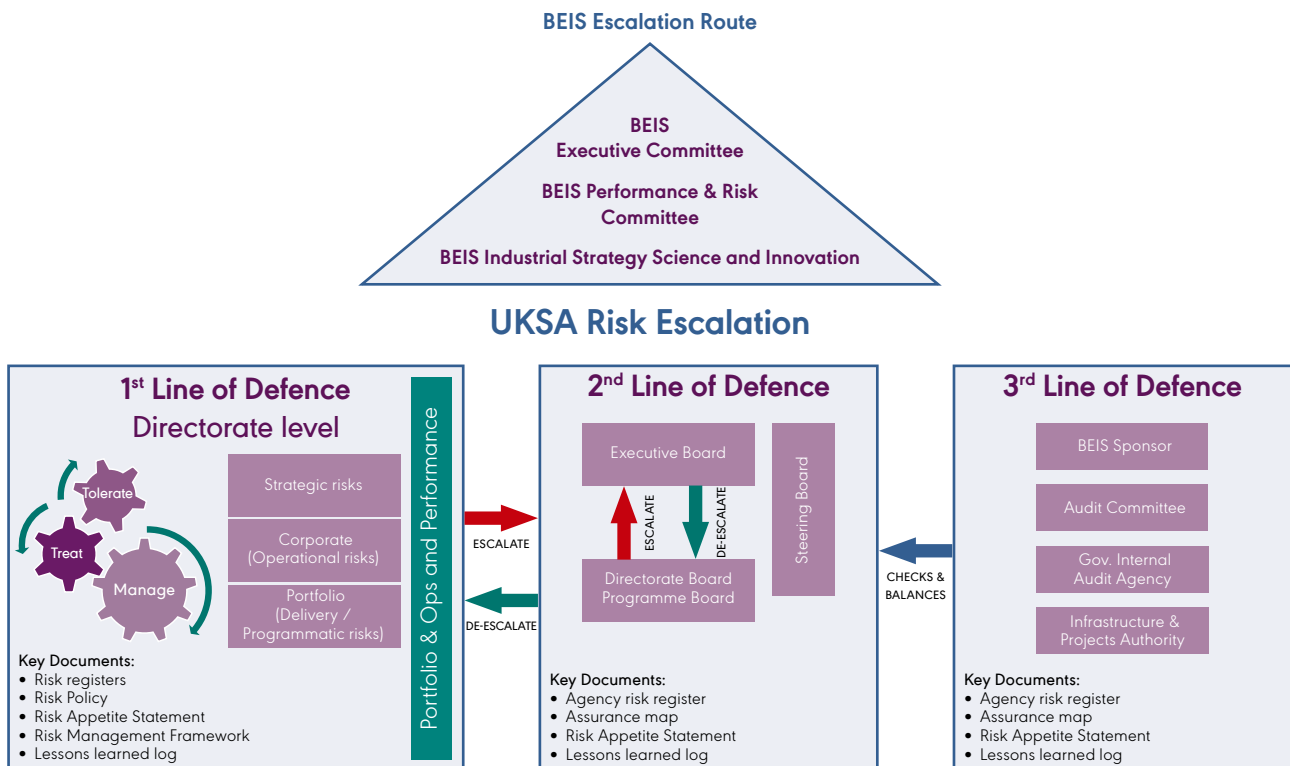 BEIS Escalation Route
BEIS
Executive Committee
BEIS Performance & Risk
Committee
BEIS Industrial Strategy Science and Innovation
UKSA Risk Escalation
1st Line of Defence
Directorate level
Tolerate
Treat
Manage
Strategic risks
Corporate
(Operational risks)
Portfolio
(Delivery /
Programmatic risks)
Portfolio & Ops and Performance
Key Documents:
• Risk registers
• Risk Policy
• Risk Appetite Statement
• Risk Management Framework
• Lessons learned log
ESCALATE
DE-ESCALATE
2nd Line of Defence
Executive Board
ESCALATE
DE-ESCALATE
Directorate Board
Programme Board
Steering Board
Key Documents:
• Agency risk register
• Assurance map
• Risk Appetite Statement
• Lessons learned log
CHECKS &
BALANCES
3rd Line of Defence
BEIS Sponsor
Audit Committee
Gov. Internal
Audit Agency
Infrastructure &
Projects Authority
Key Documents:
• Agency risk register
• Assurance map
• Risk Appetite Statement
• Lessons learned log